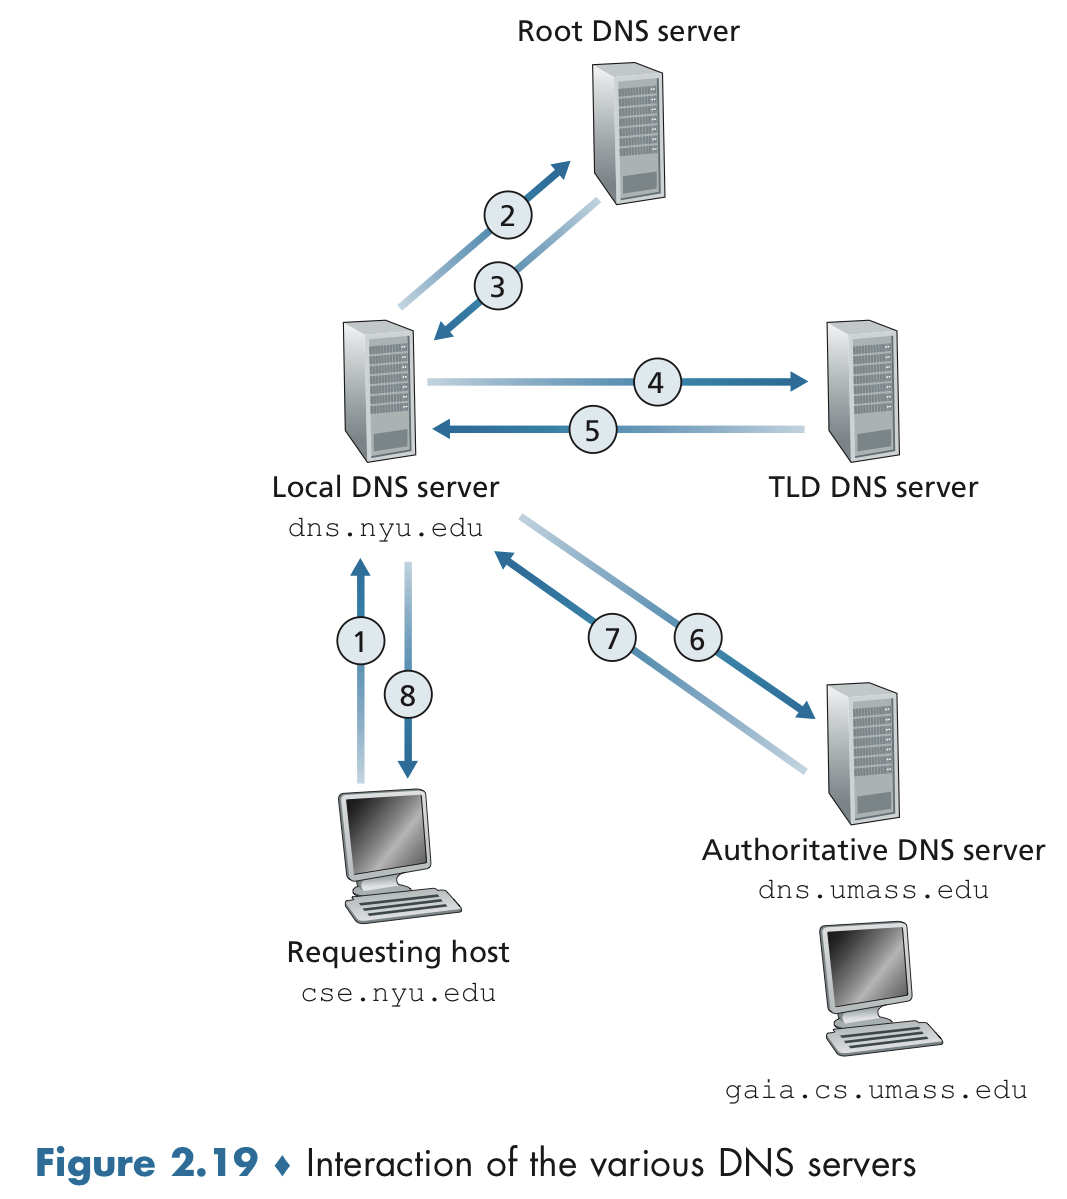 Root DNS server
2
3
4
5
Local DNS server
dns.nyu.edu
TLD DNS server
1
8
7
6
Authoritative DNS server
dns.umass.edu
Requesting host
cse.nyu.edu
gaia.cs.umass.edu
Figure 2.19 ♦ Interaction of the various DNS servers